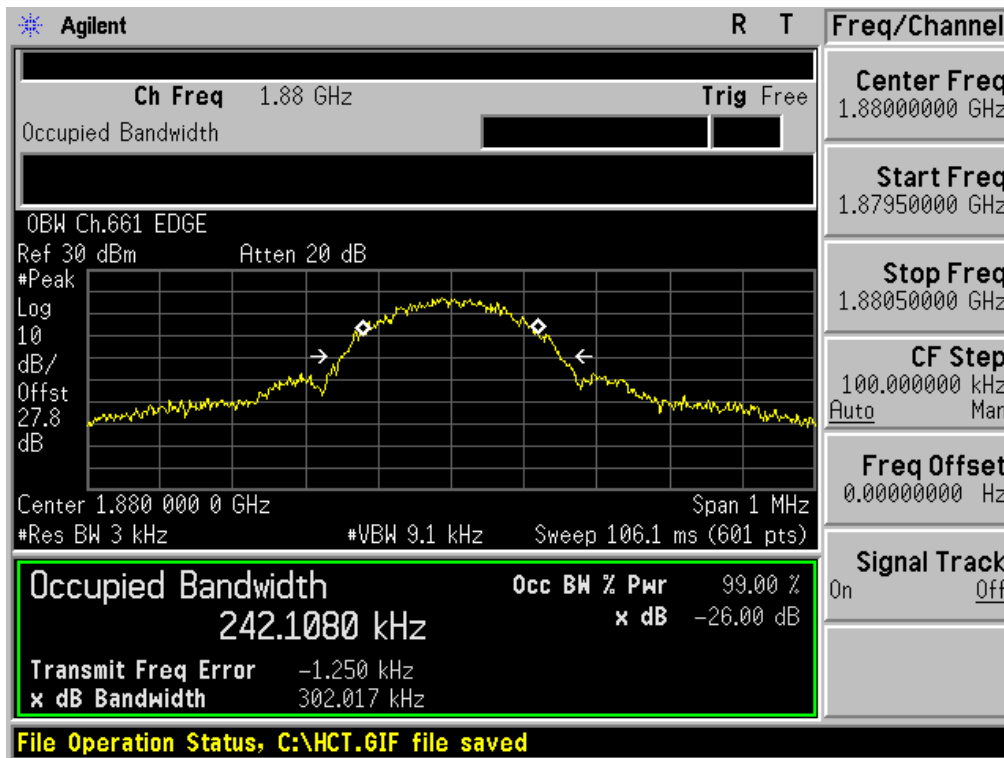 Agilent R T Freq/Channel
Ch Freq 1.88 GHz Trig Free
Occupied Bandwidth
Center Freq
1.88000000 GHz
Start Freq
1.87950000 GHz
Stop Freq
1.88050000 GHz
CF Step
100.000000 kHz
Auto Man
Freq Offset
0.00000000 Hz
Signal Track
On Off
OBW Ch.661 EDGE
Ref 30 dBm Atten 20 dB
#Peak
Log
10
dB/
Offst
27.8
dB
Center 1.880 000 0 GHz Span 1 MHz
#Res BW 3 kHz #VBW 9.1 kHz Sweep 106.1 ms (601 pts)
Occupied Bandwidth Occ BW % Pwr 99.00 %
242.1080 kHz x dB -26.00 dB
Transmit Freq Error -1.250 kHz
x dB Bandwidth 302.017 kHz
File Operation Status, C:\HCT.GIF file saved